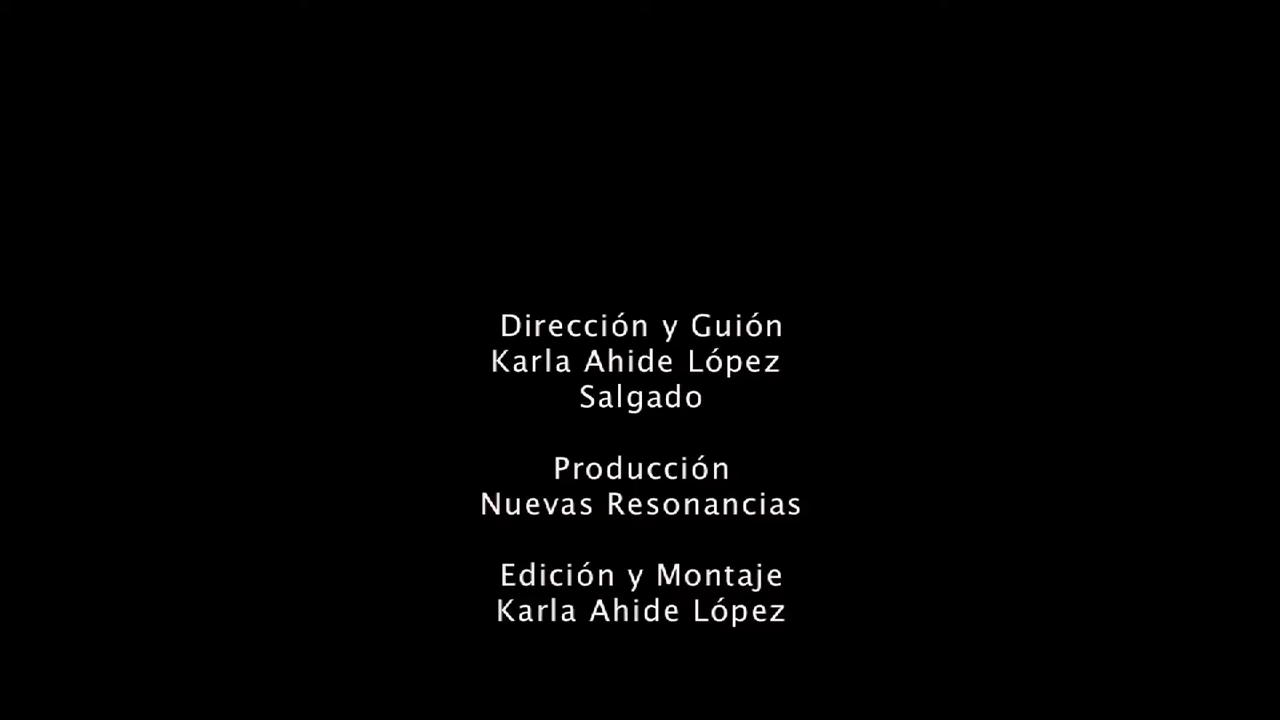 Dirección y Guión
Karla Ahide López
Salgado
Producción
Nuevas Resonancias
Edición y Montaje
Karla Ahide López